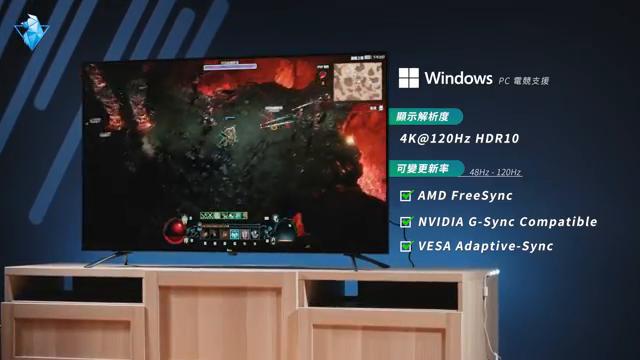 Windows PC 電競支援
顯示解析度
4K@120Hz HDR10
可變更新率 48Hz - 120Hz
AMD FreeSync
NVIDIA G-Sync Compatible
VESA Adaptive-Sync